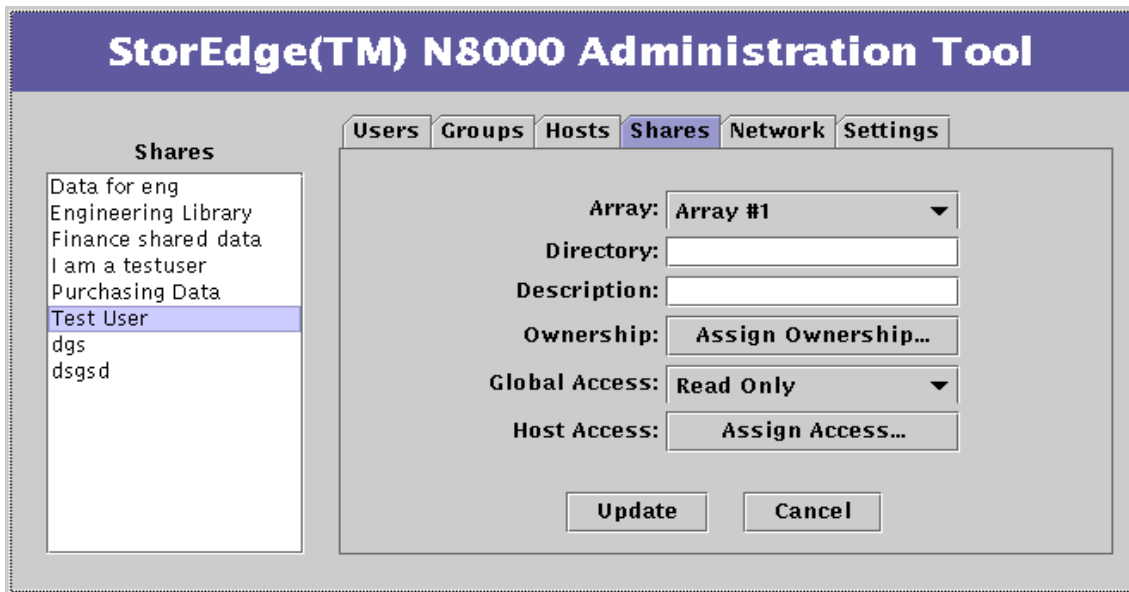 StorEdge(TM) N8000 Administration Tool
Users Groups Hosts Shares Network Settings
Shares
Data for eng
Engineering Library
Finance shared data
I am a testuser
Purchasing Data
Test User
dgs
dsgsd
Array: Array #1
Directory:
Description:
Ownership: Assign Ownership...
Global Access: Read Only
Host Access: Assign Access...
Update Cancel